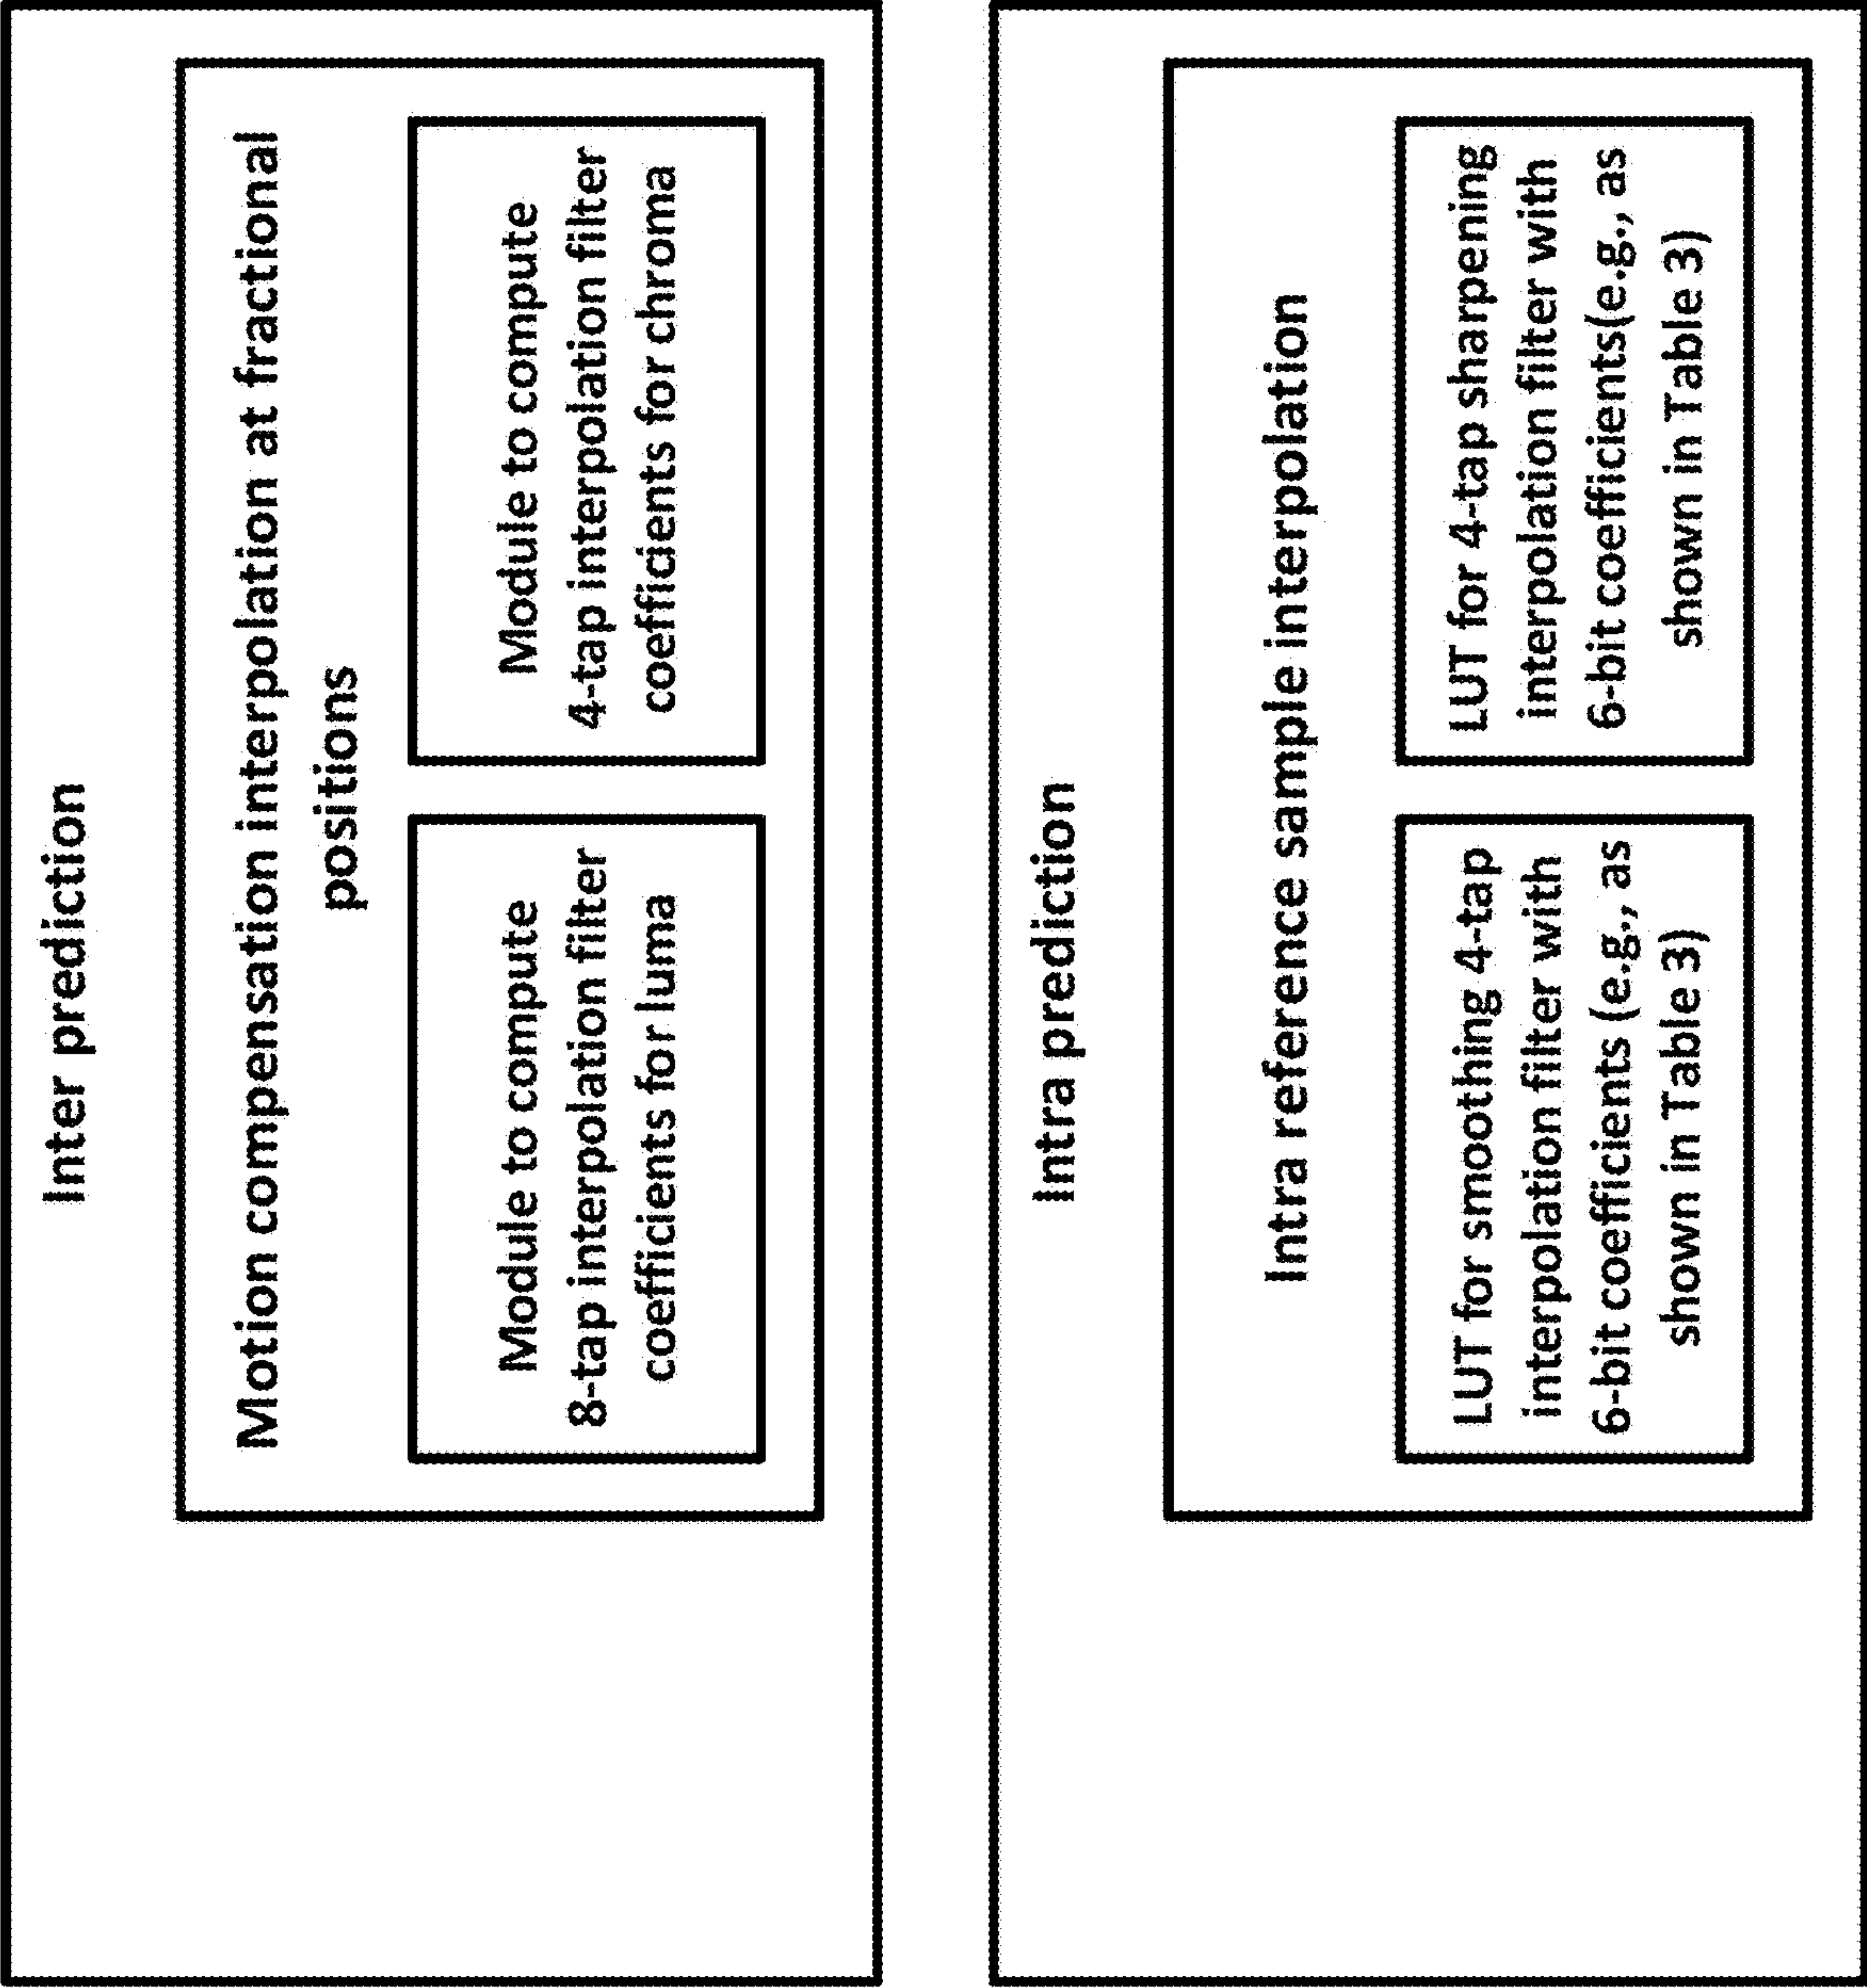 Inter prediction
Motion compensation interpolation at fractional
positions
Module to compute
8-tap interpolation filter
coefficients for luma
Module to compute
4-tap interpolation filter
coefficients for chroma
Intra prediction
Intra reference sample interpolation
LUT for smoothing 4-tap
interpolation filter with
6-bit coefficients (e.g., as
shown in Table 3)
LUT for 4-tap sharpening
interpolation filter with
6-bit coefficients(e.g., as
shown in Table 3)